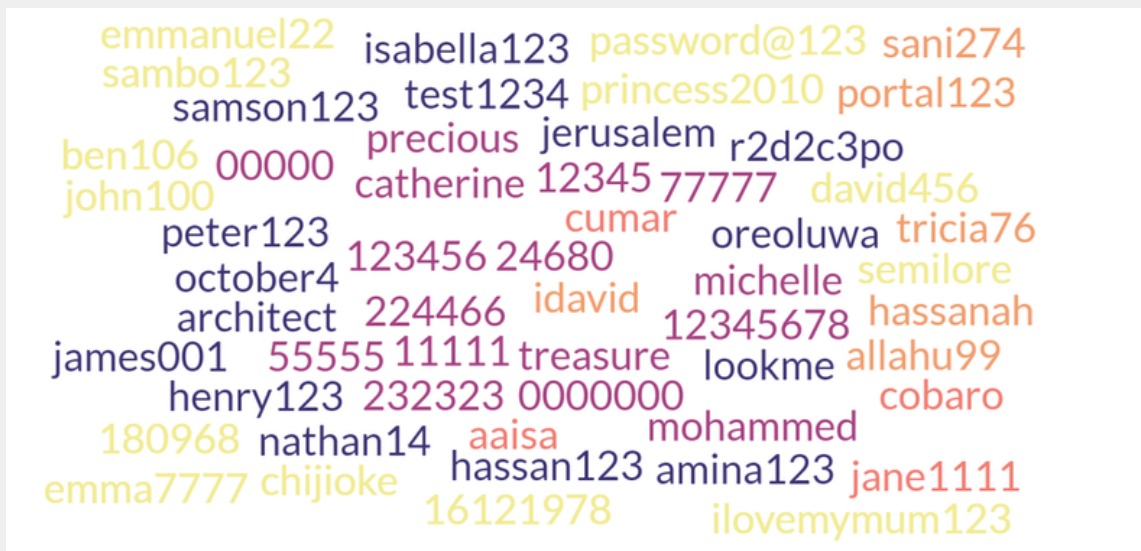 emmanuel22 isabella123 password@123 sani274
sambo123 samson123 test1234 princess2010 portal123
ben106 00000 precious jerusalem r2d2c3po
john100 catherine 12345 77777 david456
peter123 cumar oreoluwa tricia76
october4 123456 24680 michelle semilore
architect 224466 idavid 12345678 hassanah
james001 55555 11111 treasure lookme allahu99
henry123 232323 0000000 cobaro
180968 nathan14 aaisa mohammed
emma7777 chijioke hassan123 amina123 jane1111
16121978 ilovemymum123